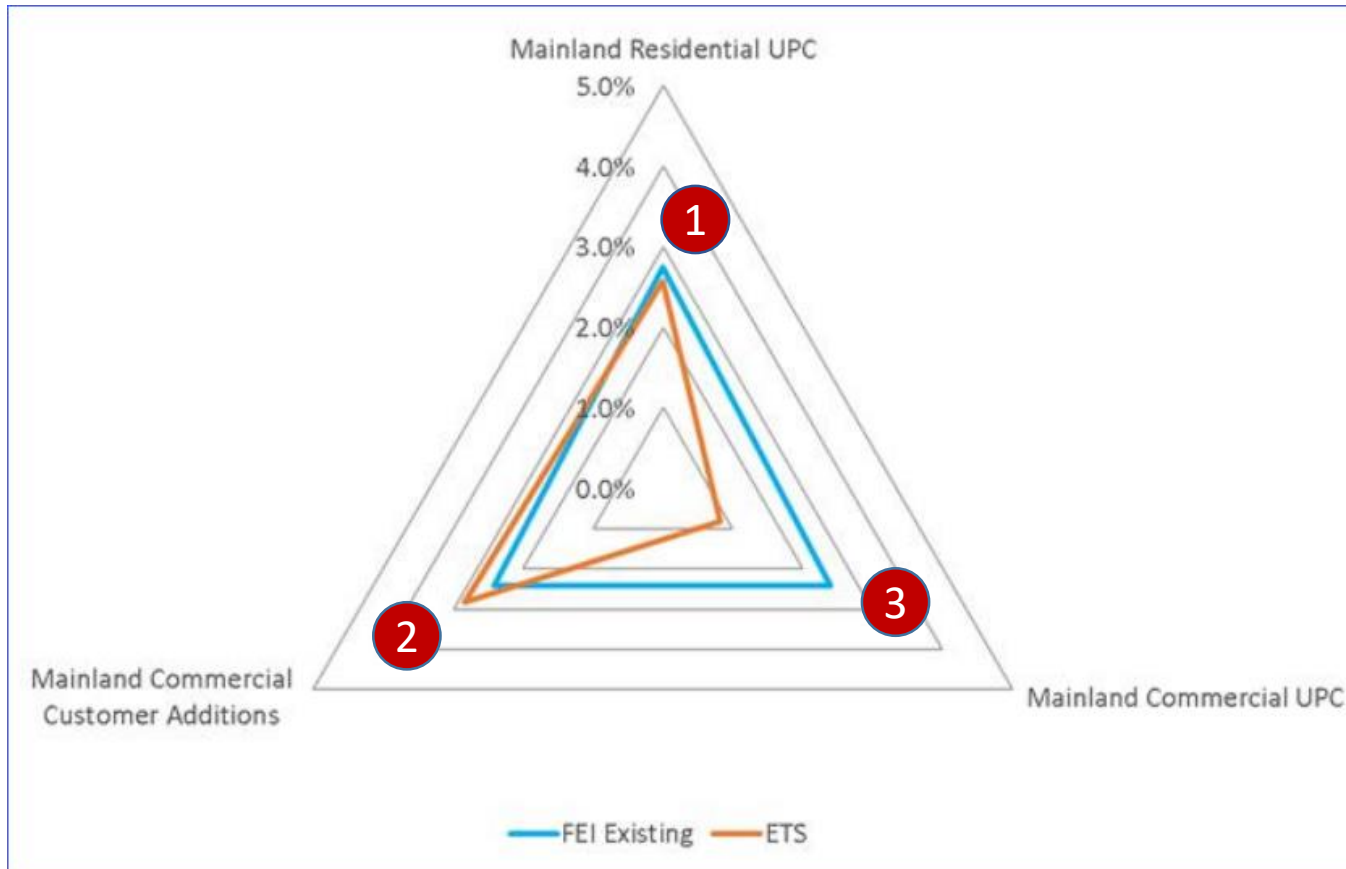 Mainland Residential UPC
5.0%
4.0%
1
3.0%
2.0%
1.0%
0.0%
3
2
Mainland Commercial
Customer Additions
Mainland Commercial UPC
FEI Existing ETS